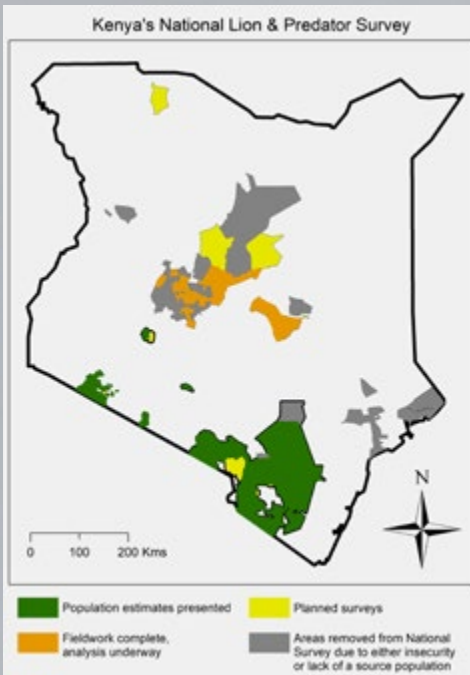 Kenya's National Lion & Predator Survey
N
0 100 200 Kms
Population estimates presented
Planned surveys
Fieldwork complete,
analysis underway
Areas removed from National
Survey due to either insecurity
or lack of a source population